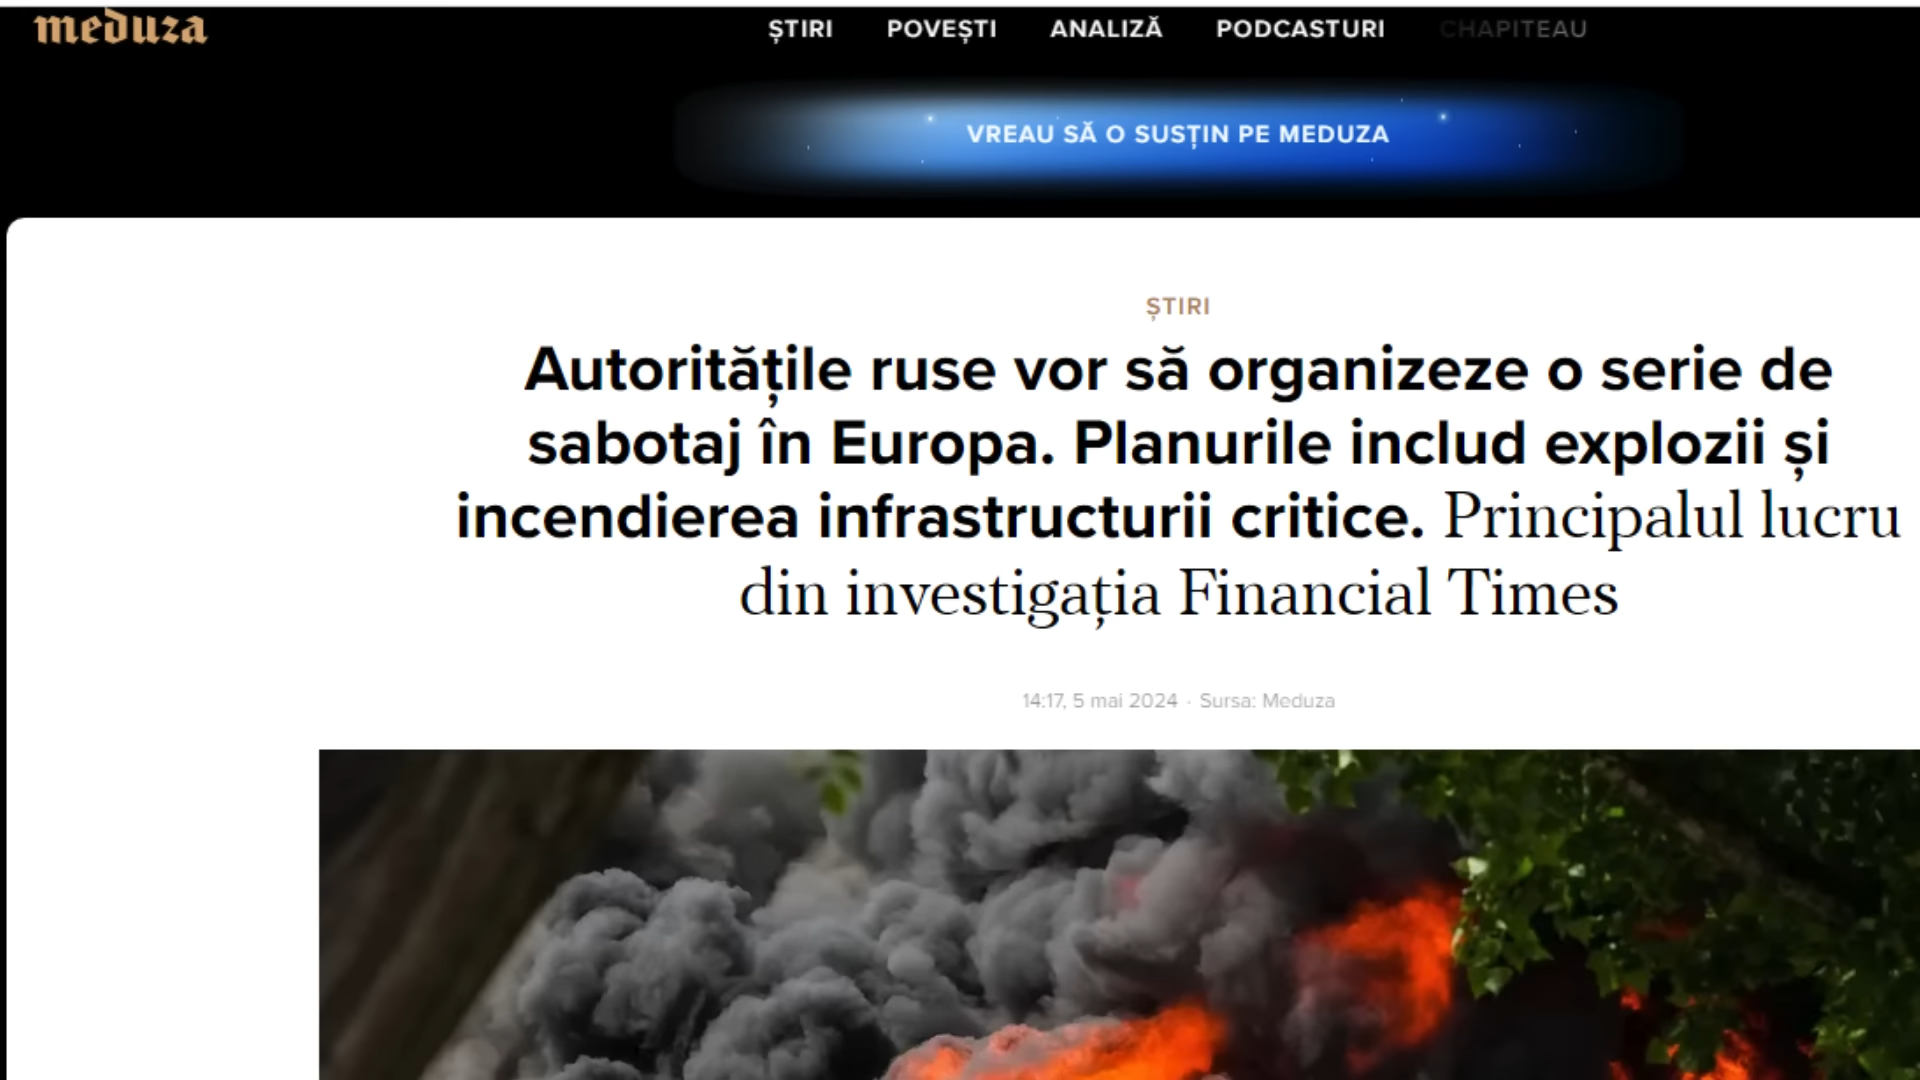 meduza
ȘTIRI POVEȘTI ANALIZĂ PODCASTURI CHAPITEAU
VREAU SĂ O SUSȚIN PE MEDUZA
ȘTIRI
Autoritățile ruse vor să organizeze o serie de
sabotaj în Europa. Planurile includ explozii și
incendierea infrastructurii critice. Principalul lucru
din investigația Financial Times
14:17, 5 mai 2024 · Sursa: Meduza